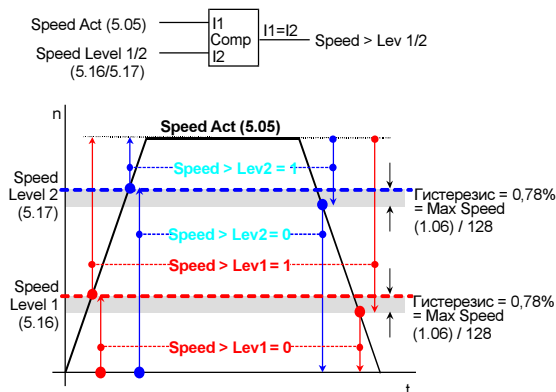 Speed Act (5.05)
I1
I1=I2
Comp
Speed > Lev 1/2
Speed Level 1/2
I2
(5.16/5.17)
n
Speed Act (5.05)
Speed > Lev2 = 1
Speed
Level 2
(5.17)
Гистерезис = 0,78%
= Max Speed
(1.06) / 128
Speed > Lev2 = 0
Speed > Lev1 = 1
Speed
Level 1
(5.16)
Гистерезис = 0,78%
= Max Speed
(1.06) / 128
Speed > Lev1 = 0
t